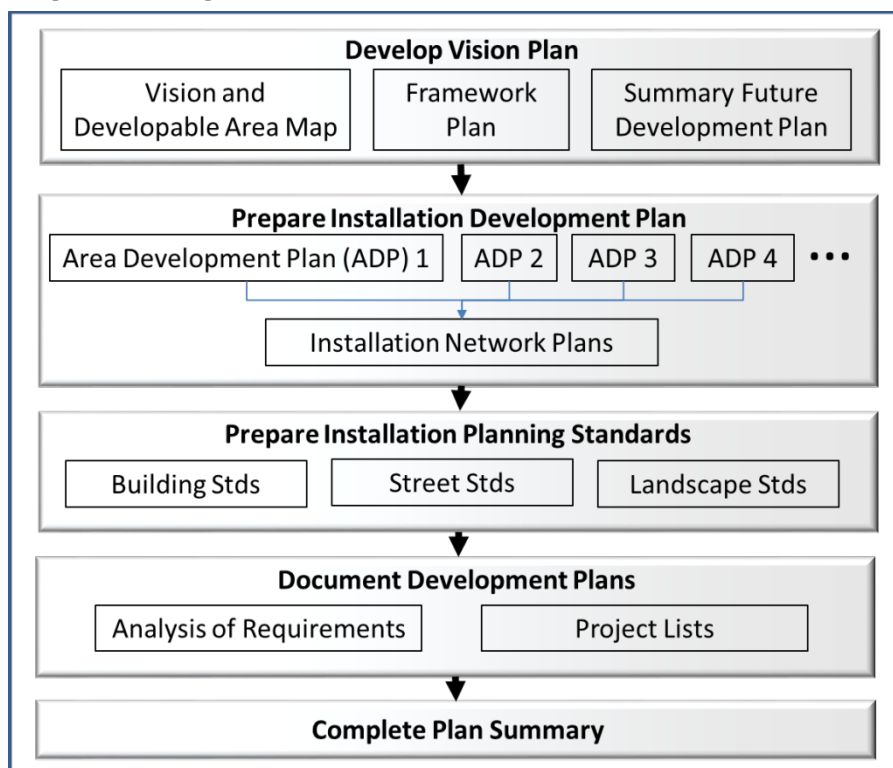 Develop Vision Plan
Vision and
Developable Area Map
Framework
Plan
Summary Future
Development Plan
Prepare Installation Development Plan
Area Development Plan (ADP) 1
ADP 2
ADP 3
ADP 4
•••
Installation Network Plans
Prepare Installation Planning Standards
Building Stds
Street Stds
Landscape Stds
Document Development Plans
Analysis of Requirements
Project Lists
Complete Plan Summary